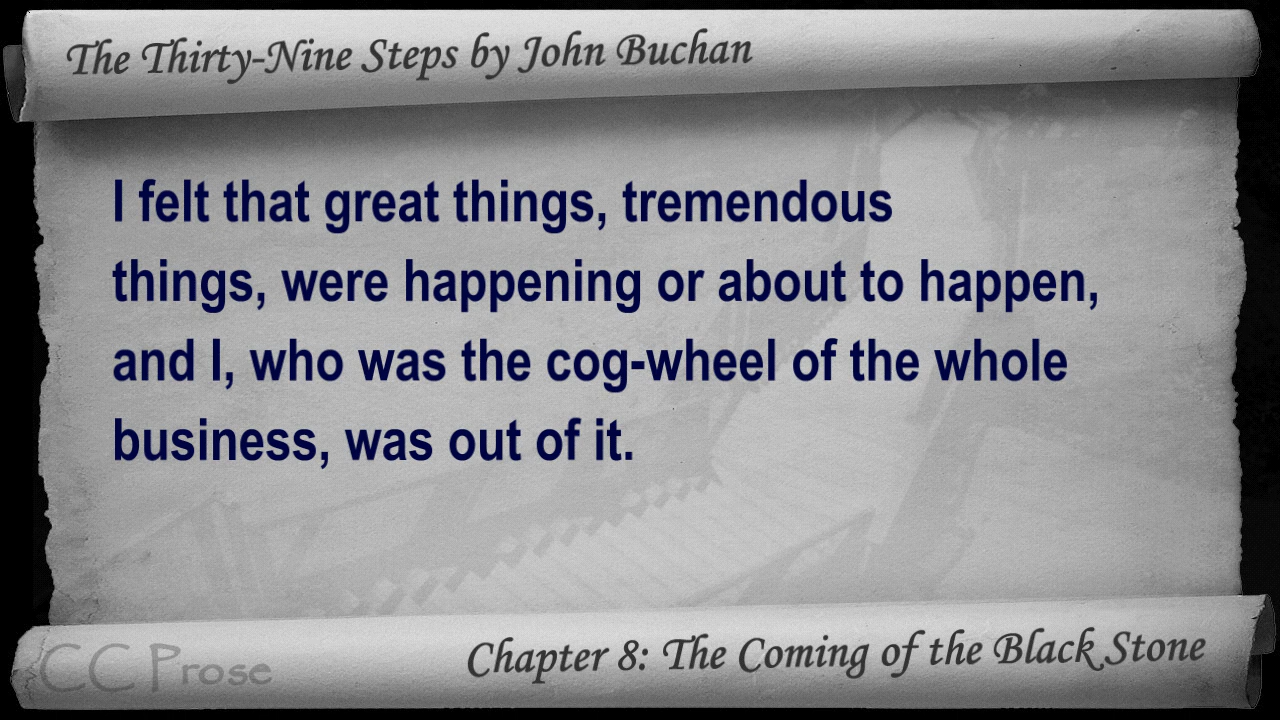 The Thirty-Nine Steps by John Buchan
I felt that great things, tremendous
things, were happening or about to happen,
and I, who was the cog-wheel of the whole
business, was out of it.
CC Prose
Chapter 8: The Coming of the Black Stone